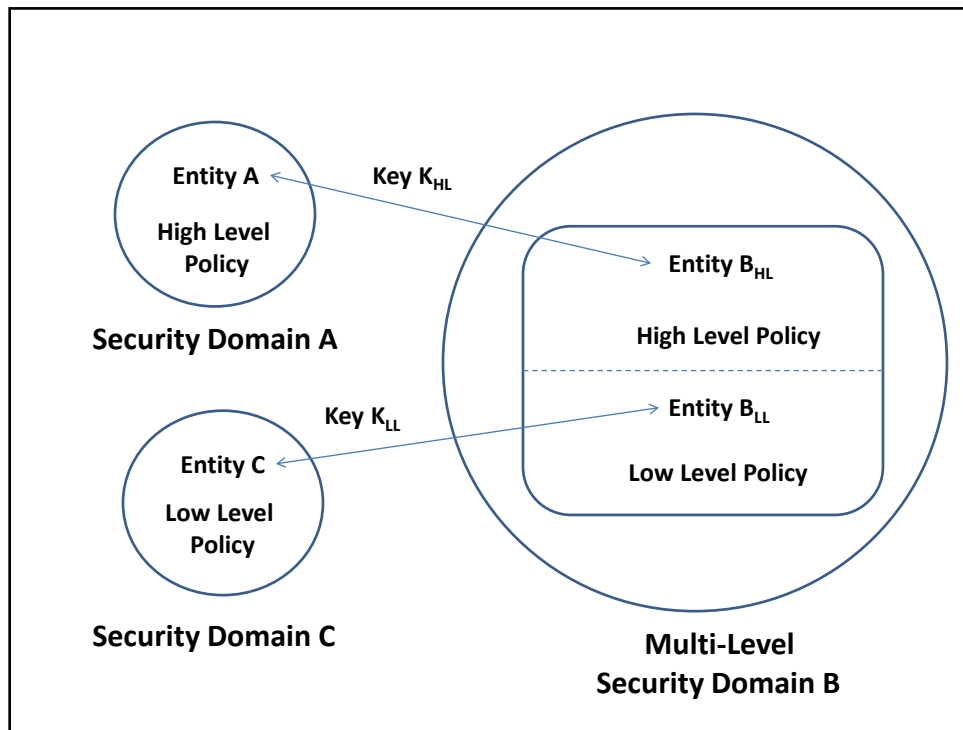 Entity A
High Level
Policy
Security Domain A
Key K_HL
Entity B_HL
High Level Policy
Entity B_LL
Low Level Policy
Key K_LL
Entity C
Low Level
Policy
Security Domain C
Multi-Level
Security Domain B